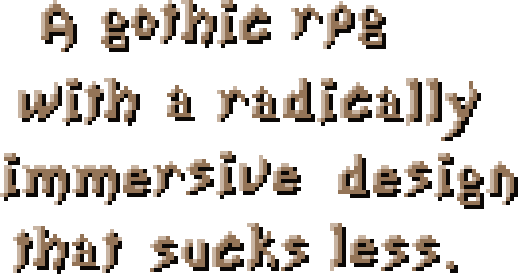 A gothic rpg
with a radically
immersive design
that sucks less.